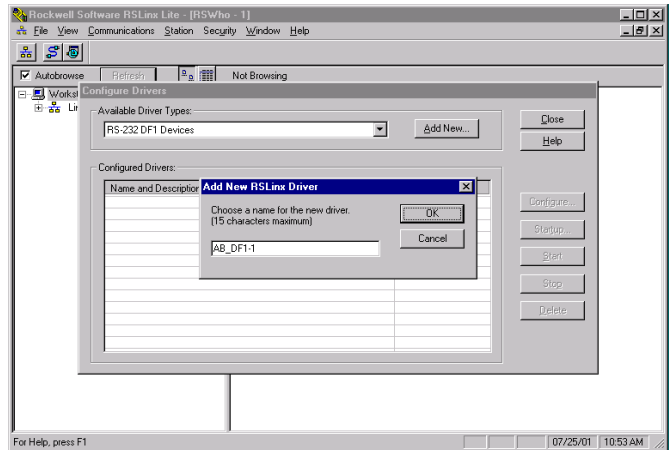 Rockwell Software RSLinx Lite - [RSWho - 1]
File View Communications Station Security Window Help
Autobrowse Refresh Not Browsing
Works
Lin
Configure Drivers
Available Driver Types:
RS-232 DF1 Devices
Add New...
Close
Help
Configured Drivers:
Name and Description
Configure...
Startup...
Start
Stop
Delete
Add New RSLinx Driver
Choose a name for the new driver.
(15 characters maximum)
AB_DF1-1
OK
Cancel
For Help, press F1
07/25/01 10:53 AM